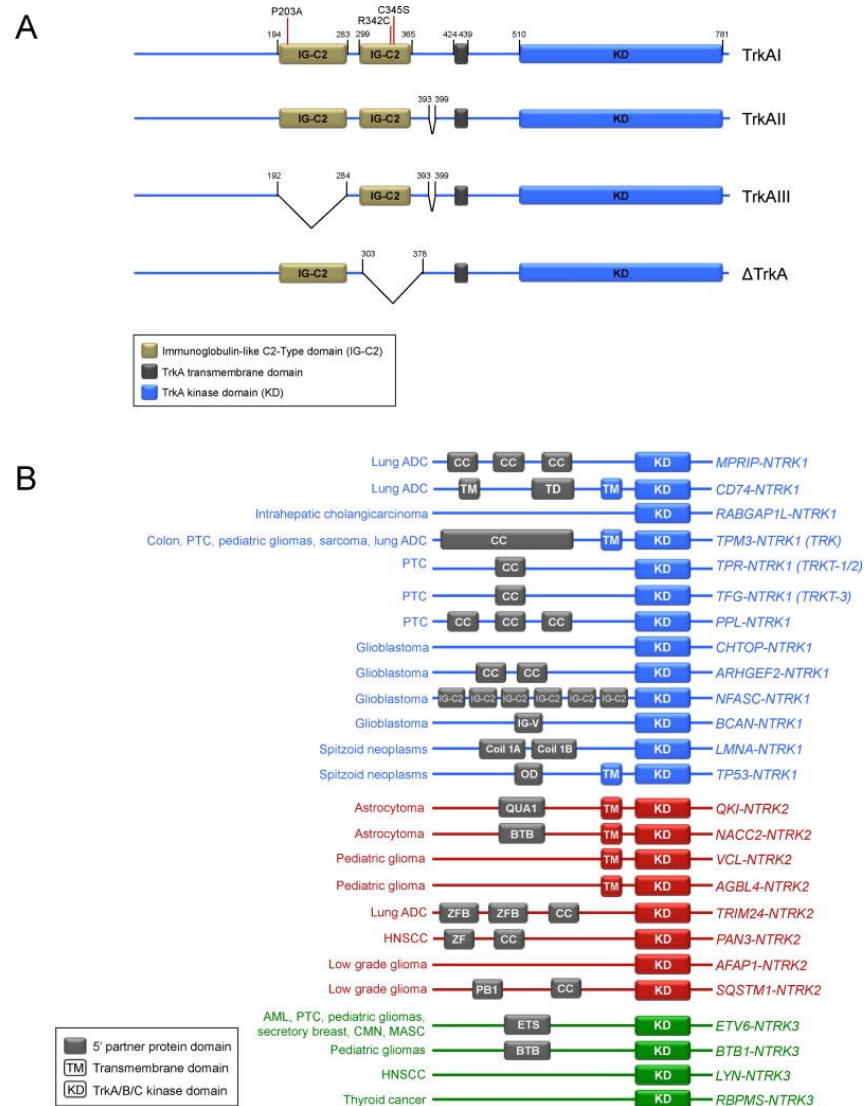 A
P203A
C345S
R342C
194 283 299 365 424 439 510 781
IG-C2 IG-C2 KD TrkAI
393 399
IG-C2 IG-C2 KD TrkAII
192 284 393 399
IG-C2 KD TrkAIII
303 378
IG-C2 KD ΔTrkA
Immunoglobulin-like C2-Type domain (IG-C2)
TrkA transmembrane domain
TrkA kinase domain (KD)
B
Lung ADC CC CC CC KD MPRIP-NTRK1
Lung ADC TM TD TM KD CD74-NTRK1
Intrahepatic cholangicarcinoma KD RABGAP1L-NTRK1
Colon, PTC, pediatric gliomas, sarcoma, lung ADC CC TM KD TPM3-NTRK1 (TRK)
PTC CC KD TPR-NTRK1 (TRKT-1/2)
PTC CC KD TFG-NTRK1 (TRKT-3)
PTC CC CC CC KD PPL-NTRK1
Glioblastoma KD CHTOP-NTRK1
Glioblastoma CC CC KD ARHGEF2-NTRK1
Glioblastoma IG-C2 IG-C2 IG-C2 IG-C2 IG-C2 IG-C2 KD NFASC-NTRK1
Glioblastoma IG-V KD BCAN-NTRK1
Spitzoid neoplasms Coil 1A Coil 1B KD LMNA-NTRK1
Spitzoid neoplasms OD TM KD TP53-NTRK1
Astrocytoma QUA1 TM KD QKI-NTRK2
Astrocytoma BTB TM KD NACC2-NTRK2
Pediatric glioma TM KD VCL-NTRK2
Pediatric glioma TM KD AGBL4-NTRK2
Lung ADC ZFB ZFB CC KD TRIM24-NTRK2
HNSCC ZF CC KD PAN3-NTRK2
Low grade glioma KD AFAP1-NTRK2
Low grade glioma PB1 CC KD SQSTM1-NTRK2
AML, PTC, pediatric gliomas,
secretory breast, CMN, MASC ETS KD ETV6-NTRK3
Pediatric gliomas BTB KD BTB1-NTRK3
HNSCC KD LYN-NTRK3
Thyroid cancer KD RBPMS-NTRK3
5' partner protein domain
TM Transmembrane domain
KD TrkA/B/C kinase domain